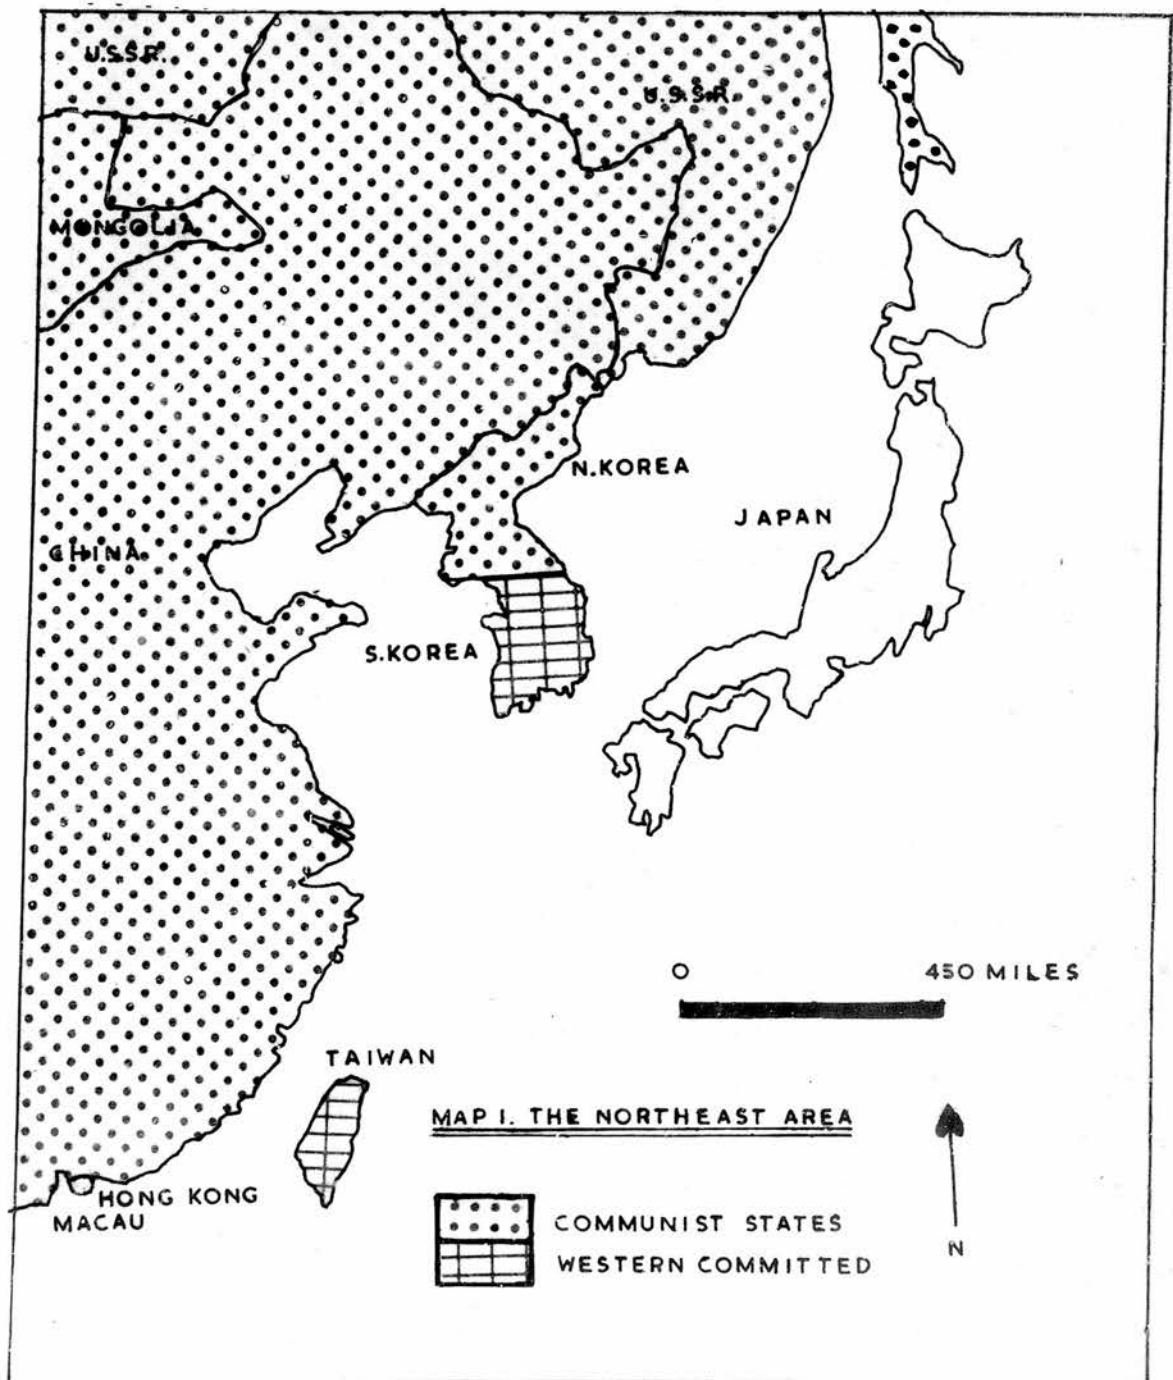 U.S.S.R.
U.S.S.R.
MONGOLIA
N.KOREA
JAPAN
CHINA
S.KOREA
0 450 MILES
TAIWAN
MAP I. THE NORTHEAST AREA
HONG KONG
MACAU
COMMUNIST STATES
WESTERN COMMITTED
N